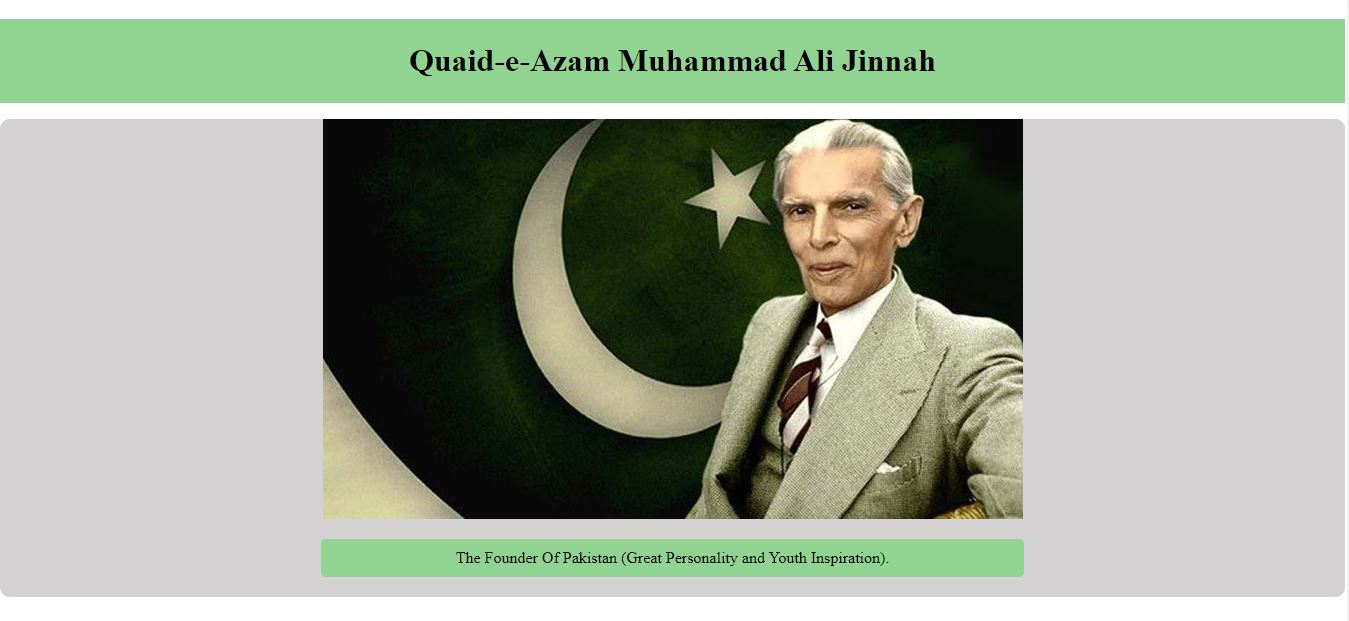 Quaid-e-Azam Muhammad Ali Jinnah
The Founder Of Pakistan (Great Personality and Youth Inspiration).